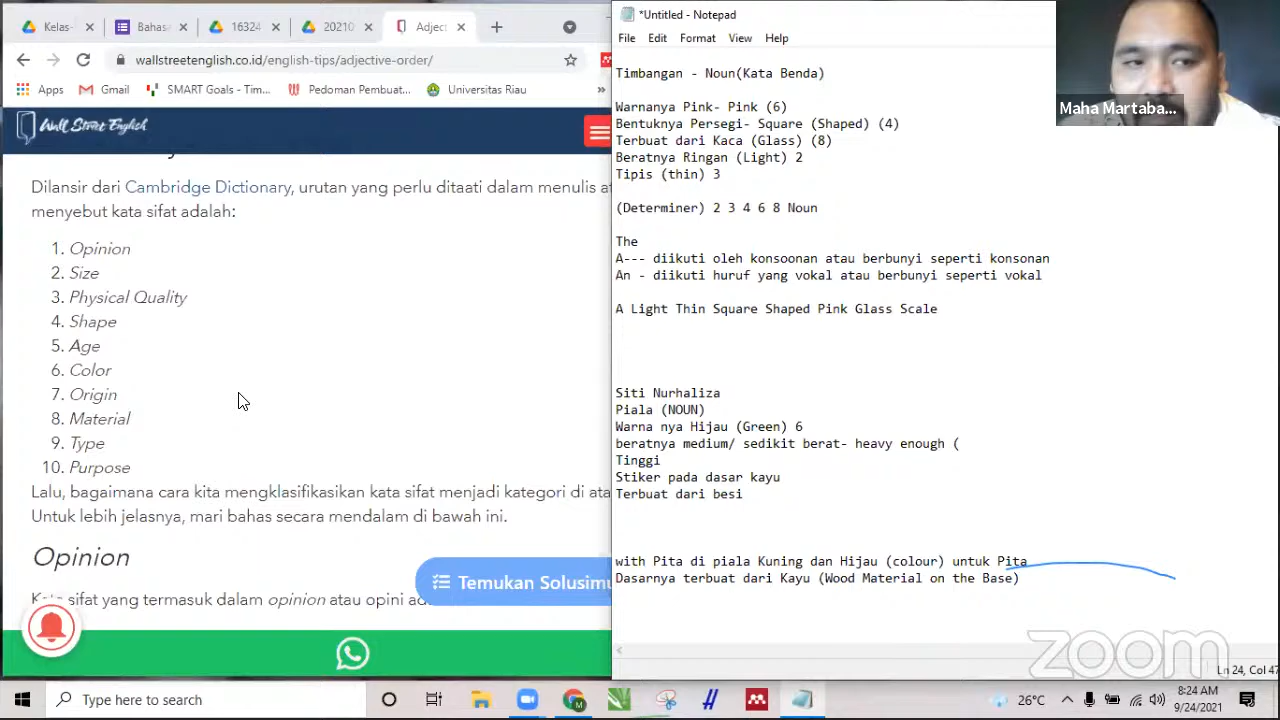 Kelas-
Bahas
16324
20210
Adject
wallstreetenglish.co.id/english-tips/adjective-order/
Apps
Gmail
SMART Goals - Tim...
Pedoman Pembuat...
Universitas Riau
»
Wall Street English
Dilansir dari Cambridge Dictionary, urutan yang perlu ditaati dalam menulis at
menyebut kata sifat adalah:
1. Opinion
2. Size
3. Physical Quality
4. Shape
5. Age
6. Color
7. Origin
8. Material
9. Type
10. Purpose
Lalu, bagaimana cara kita mengklasifikasikan kata sifat menjadi kategori di ata
Untuk lebih jelasnya, mari bahas secara mendalam di bawah ini.
Opinion
Temukan Solusimu
Kata sifat yang termasuk dalam opinion atau opini ad
*Untitled - Notepad
File Edit Format View Help
Timbangan - Noun(Kata Benda)
Warnanya Pink- Pink (6)
Bentuknya Persegi- Square (Shaped) (4)
Terbuat dari Kaca (Glass) (8)
Beratnya Ringan (Light) 2
Tipis (thin) 3
(Determiner) 2 3 4 6 8 Noun
The
A--- diikuti oleh konsoonan atau berbunyi seperti konsonan
An - diikuti huruf yang vokal atau berbunyi seperti vokal
A Light Thin Square Shaped Pink Glass Scale
Siti Nurhaliza
Piala (NOUN)
Warna nya Hijau (Green) 6
beratnya medium/ sedikit berat- heavy enough (
Tinggi
Stiker pada dasar kayu
Terbuat dari besi
with Pita di piala Kuning dan Hijau (colour) untuk Pita
Dasarnya terbuat dari Kayu (Wood Material on the Base)
Ln 24, Col 47
Maha Martaba...
zoom
Type here to search
26°C
8:24 AM
9/24/2021